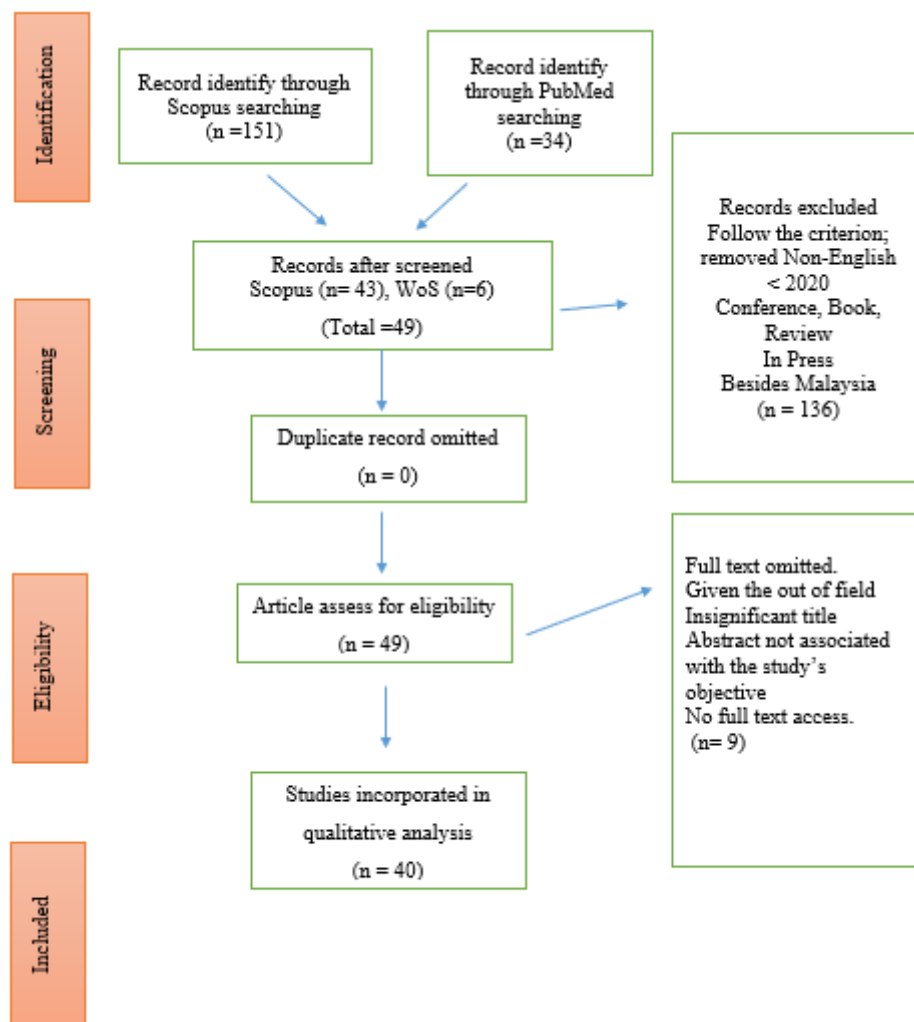 Identification
Record identify through
Scopus searching
(n =151)
Record identify
through PubMed
searching
(n =34)
Records excluded
Follow the criterion;
removed Non-English
< 2020
Conference, Book,
Review
In Press
Besides Malaysia
(n = 136)
Screening
Records after screened
Scopus (n= 43), WoS (n=6)
(Total =49)
Duplicate record omitted
(n = 0)
Eligibility
Article assess for eligibility
(n = 49)
Full text omitted.
Given the out of field
Insignificant title
Abstract not associated
with the study’s
objective
No full text access.
(n= 9)
Included
Studies incorporated in
qualitative analysis
(n = 40)